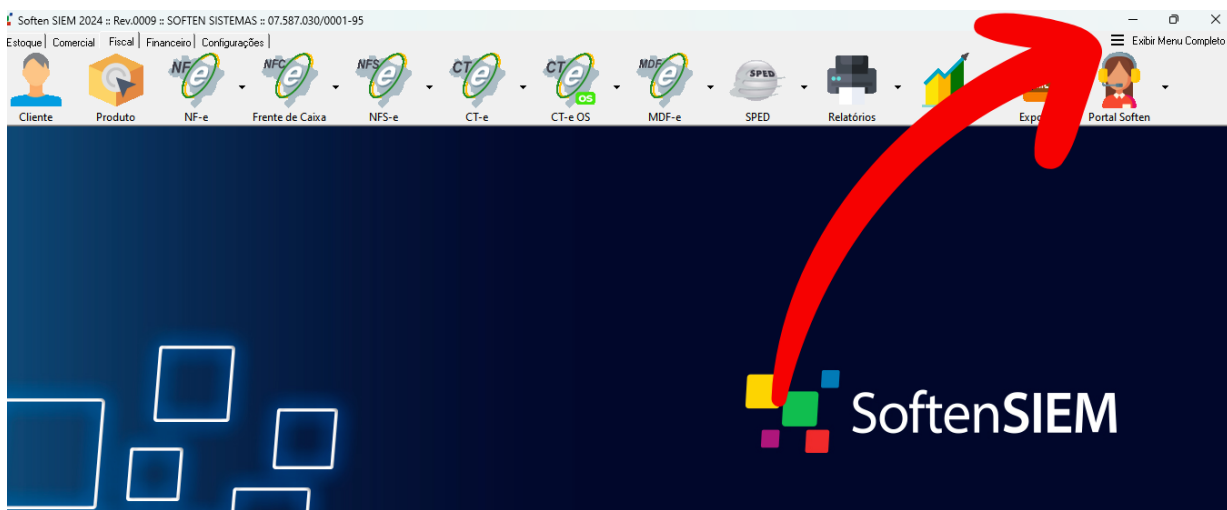 Soften SIEM 2024 :: Rev.0009 :: SOFTEN SISTEMAS :: 07.587.030/0001-95
Estoque Comercial Fiscal Financeiro Configurações
Exibir Menu Completo
NF e
NFC e
NFS e
CT e
CT e OS
MDF e
SPED
Cliente Produto NF-e Frente de Caixa NFS-e CT-e CT-e OS MDF-e SPED Relatórios Portal Soften
SoftenSIEM